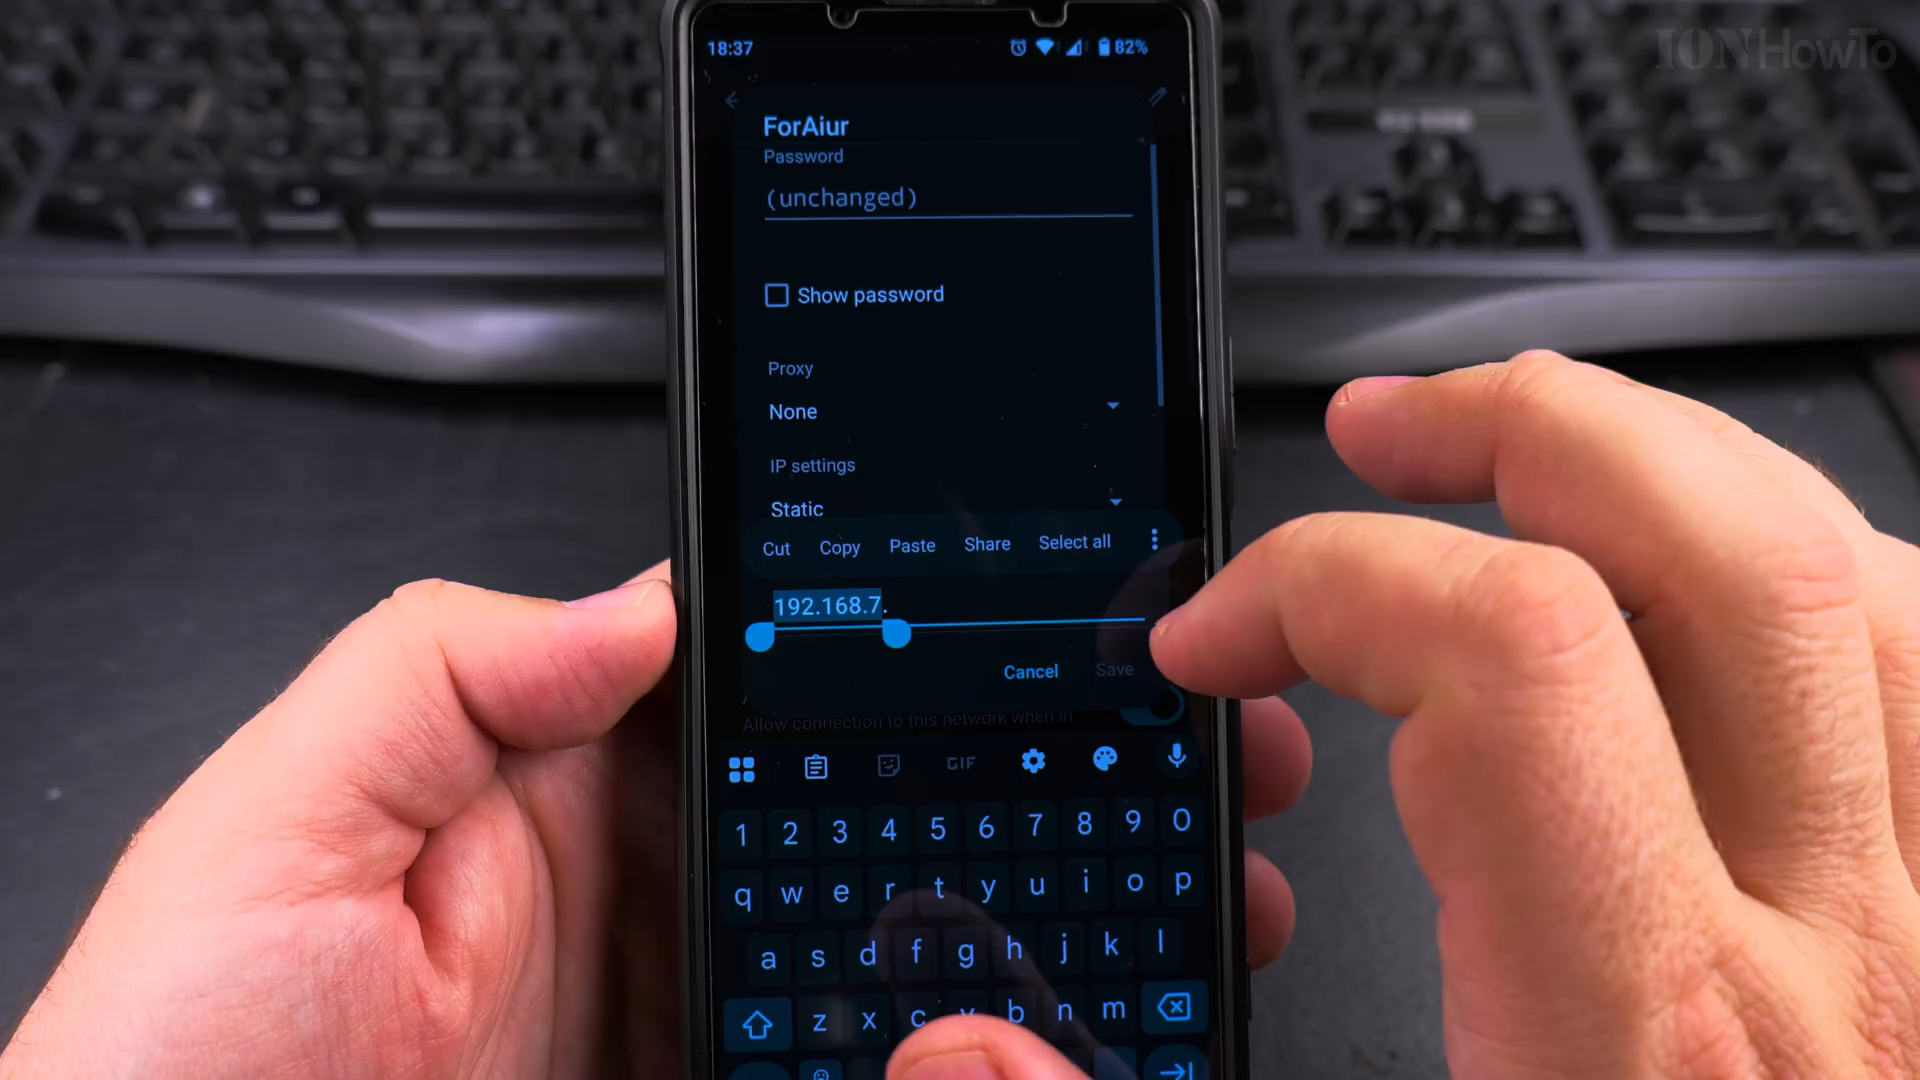 ION HowTo
18:37 82%
ForAiur
Password
(unchanged)
Show password
Proxy
None
IP settings
Static
Cut Copy Paste Share Select all
192.168.7.
Cancel Save
Allow connection to this network when in
GIF
1 2 3 4 5 6 7 8 9 0
q w e r t y u i o p
a s d f g h j k l
z x c v b n m